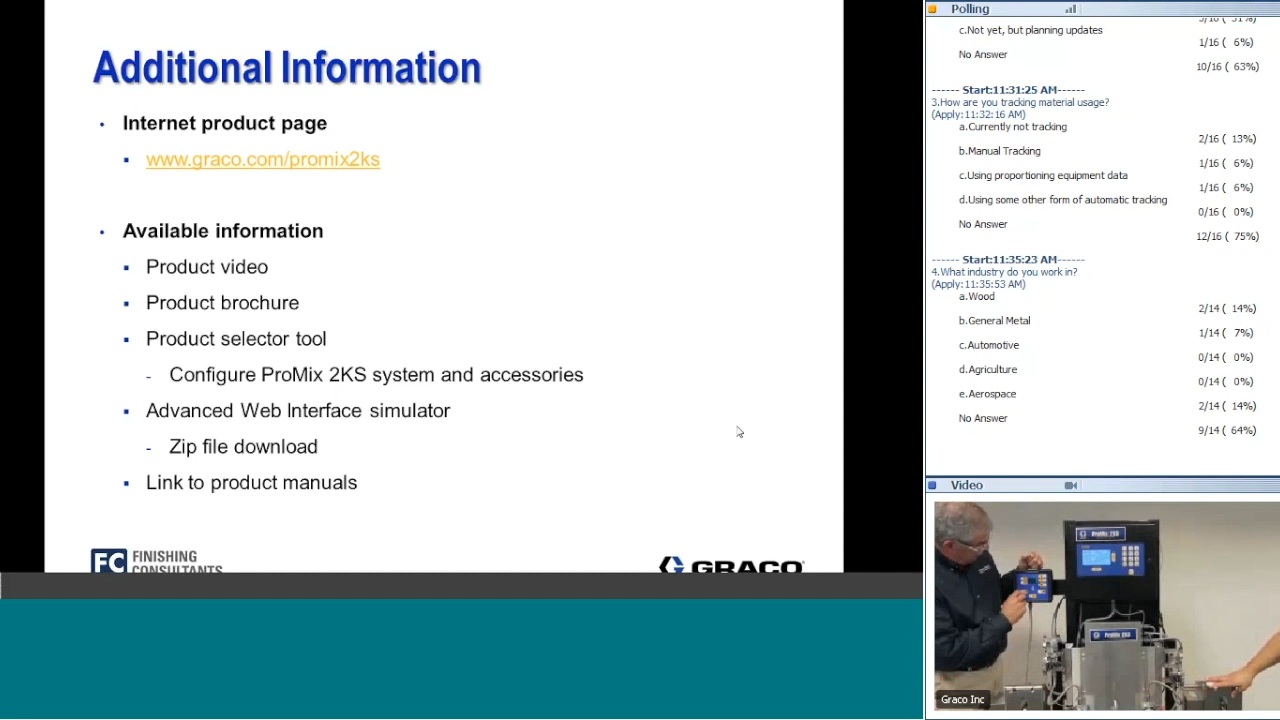 Additional Information
Internet product page
www.graco.com/promix2ks
Available information
Product video
Product brochure
Product selector tool
Configure ProMix 2KS system and accessories
Advanced Web Interface simulator
Zip file download
Link to product manuals
FC FINISHING
CONSULTANTS
GRACO
Polling
c.Not yet, but planning updates
1/16 ( 6%)
No Answer
10/16 ( 63%)
------ Start:11:31:25 AM------
3.How are you tracking material usage?
(Apply:11:32:16 AM)
a.Currently not tracking
2/16 ( 13%)
b.Manual Tracking
1/16 ( 6%)
c.Using proportioning equipment data
1/16 ( 6%)
d.Using some other form of automatic tracking
0/16 ( 0%)
No Answer
12/16 ( 75%)
------ Start:11:35:23 AM------
4.What industry do you work in?
(Apply:11:35:53 AM)
a.Wood
2/14 ( 14%)
b.General Metal
1/14 ( 7%)
c.Automotive
0/14 ( 0%)
d.Agriculture
0/14 ( 0%)
e.Aerospace
2/14 ( 14%)
No Answer
9/14 ( 64%)
Video
ProMix 2KS
ProMix 2KS
Graco Inc